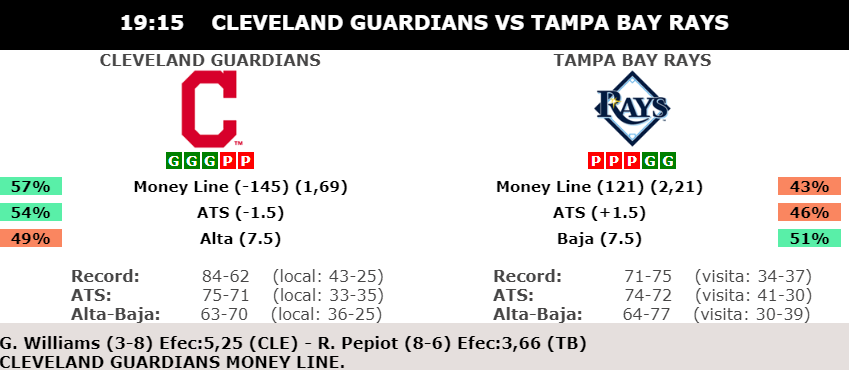 19:15 CLEVELAND GUARDIANS VS TAMPA BAY RAYS
CLEVELAND GUARDIANS TAMPA BAY RAYS
C TM RAYS
G G G P P P P P G G
57% Money Line (-145) (1,69) Money Line (121) (2,21) 43%
54% ATS (-1.5) ATS (+1.5) 46%
49% Alta (7.5) Baja (7.5) 51%
Record: 84-62 (local: 43-25) Record: 71-75 (visita: 34-37)
ATS: 75-71 (local: 33-35) ATS: 74-72 (visita: 41-30)
Alta-Baja: 63-70 (local: 36-25) Alta-Baja: 64-77 (visita: 30-39)
G. Williams (3-8) Efec:5,25 (CLE) - R. Pepiot (8-6) Efec:3,66 (TB)
CLEVELAND GUARDIANS MONEY LINE.